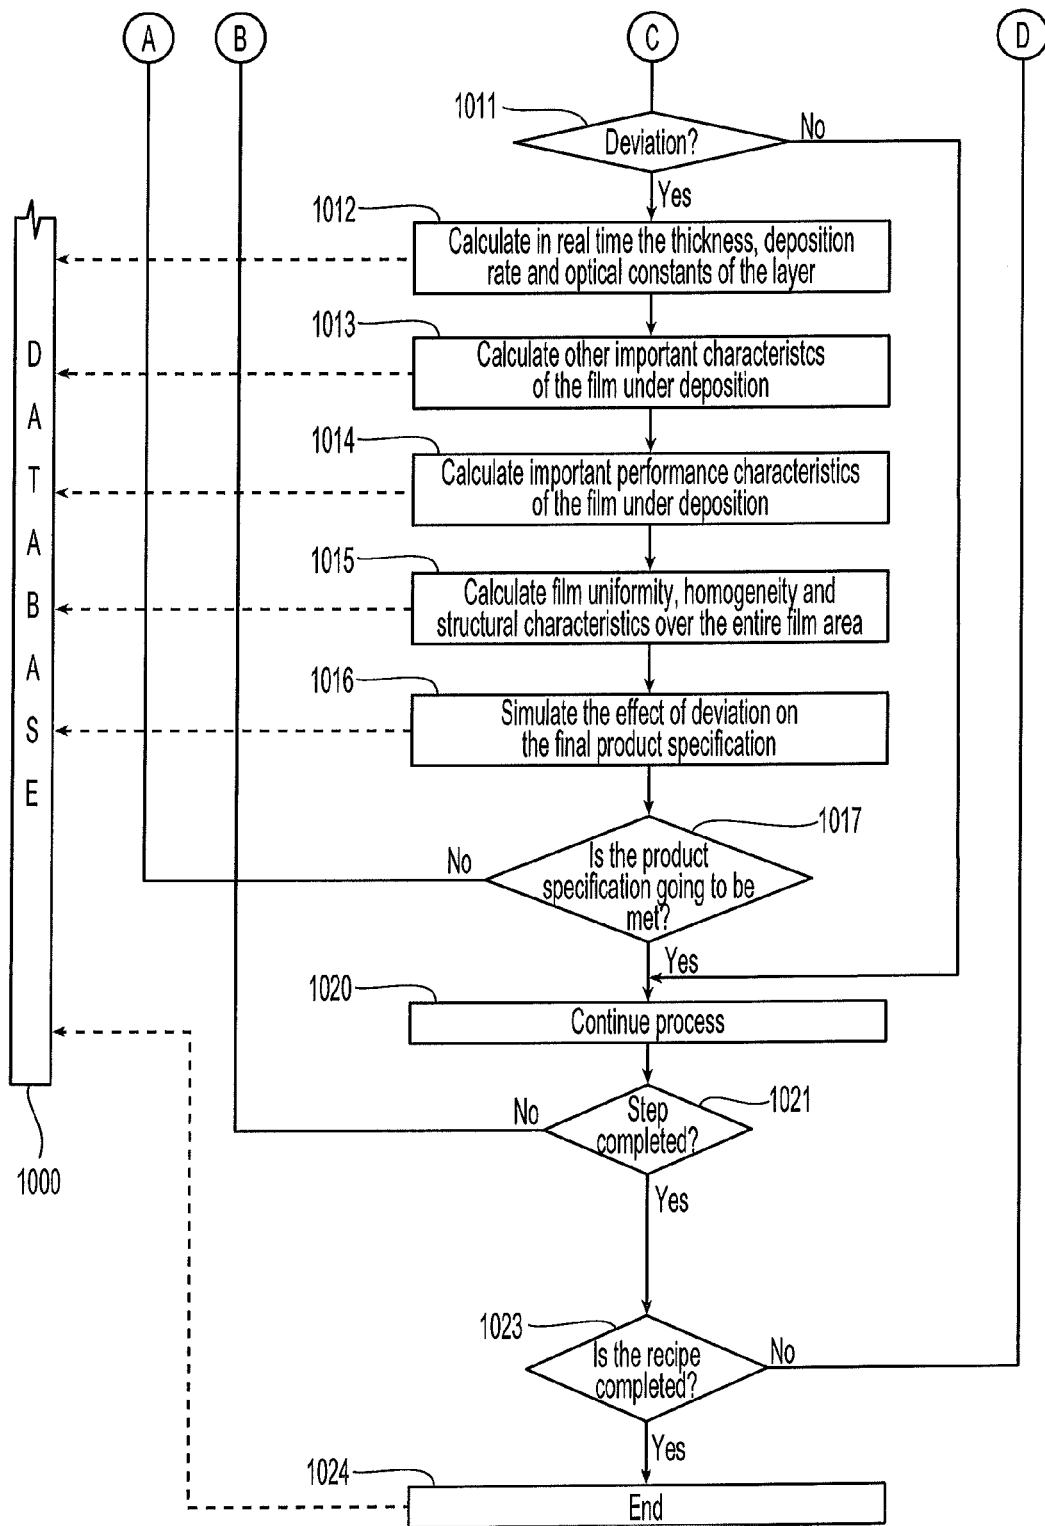 A
B
C
D
1011
Deviation?
No
Yes
1012
Calculate in real time the thickness, deposition
rate and optical constants of the layer
1013
Calculate other important characteristcs
of the film under deposition
1014
Calculate important performance characteristics
of the film under deposition
1015
Calculate film uniformity, homogeneity and
structural characteristics over the entire film area
1016
Simulate the effect of deviation on
the final product specification
DATABASE
1017
No
Is the product
specification going to be
met?
Yes
1020
Continue process
No
Step
completed?
1021
1000
Yes
1023
Is the recipe
completed?
No
Yes
1024
End